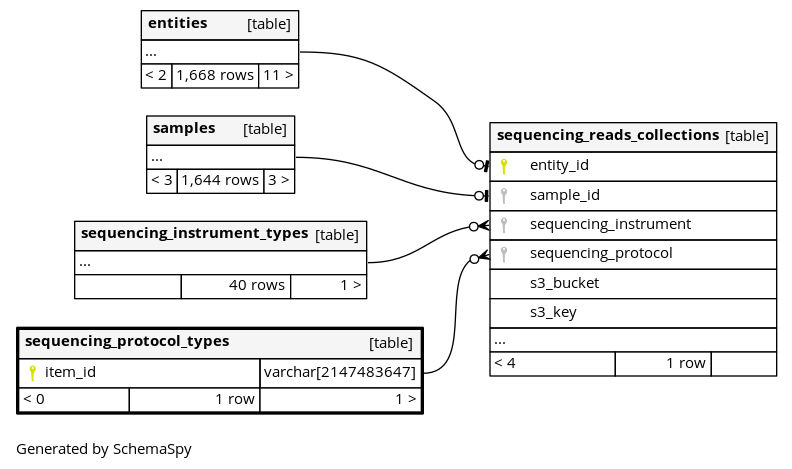 entities [table]
...
< 2 1,668 rows 11 >
samples [table]
...
< 3 1,644 rows 3 >
sequencing_instrument_types [table]
...
40 rows 1 >
sequencing_protocol_types [table]
item_id varchar[2147483647]
< 0 1 row 1 >
sequencing_reads_collections [table]
entity_id
sample_id
sequencing_instrument
sequencing_protocol
s3_bucket
s3_key
...
< 4 1 row
Generated by SchemaSpy